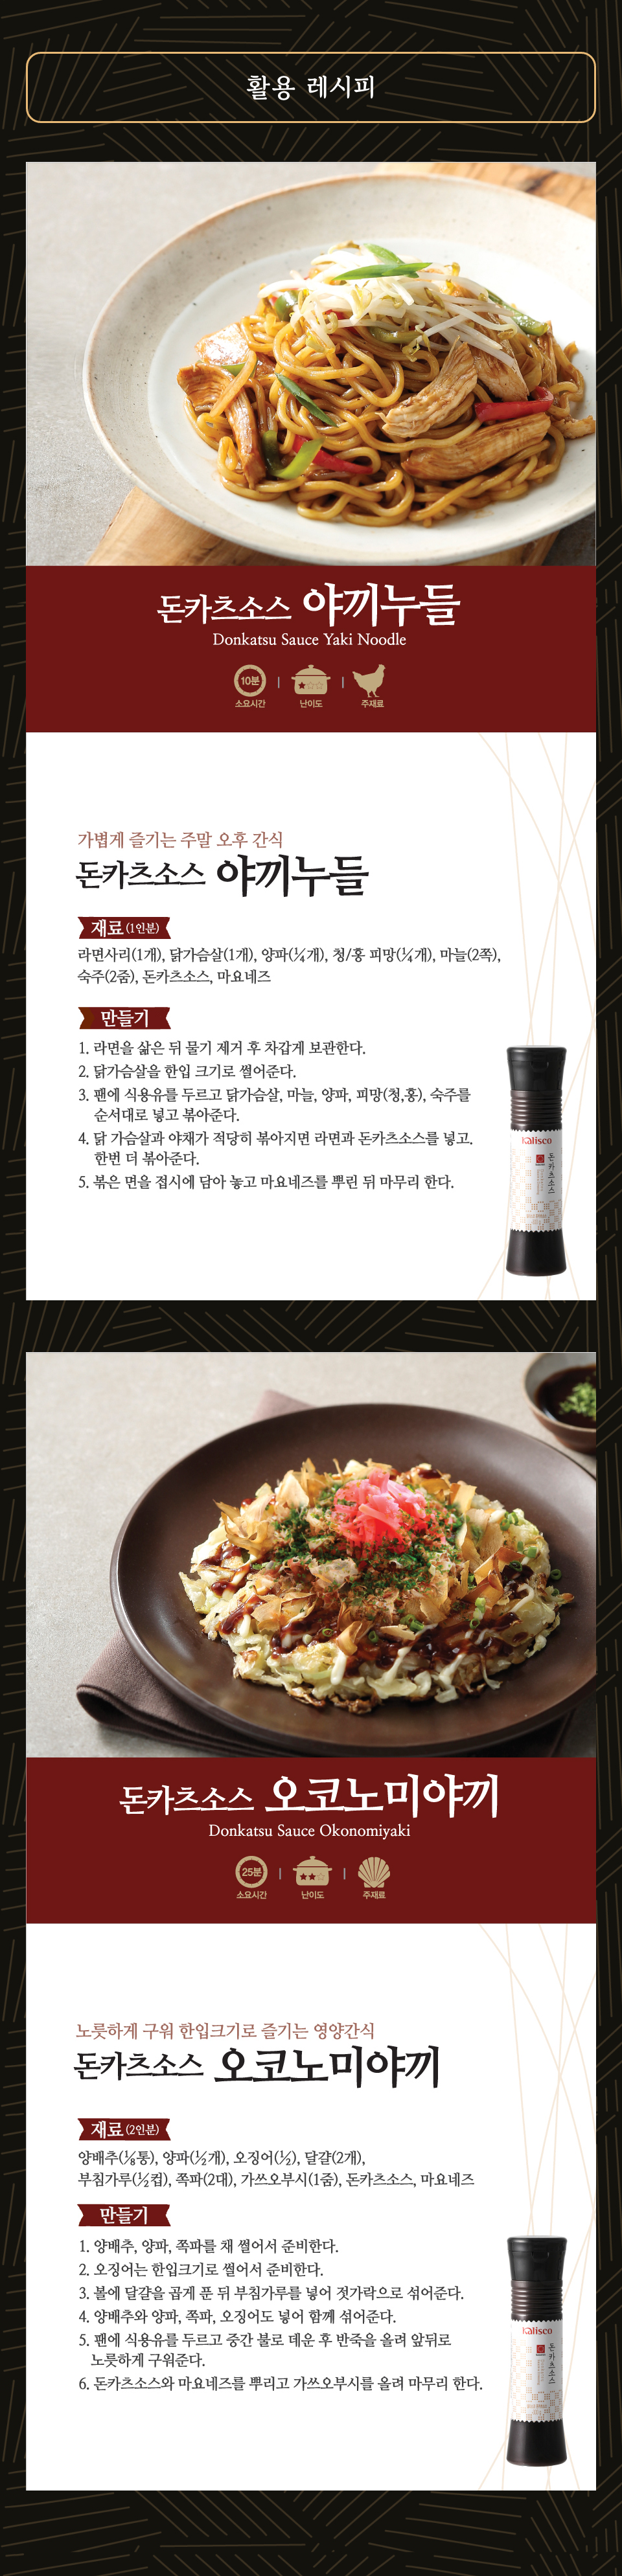 활용 레시피
돈카츠소스 야끼누들
Donkatsu Sauce Yaki Noodle
10분
소요시간
난이도
주재료
가볍게 즐기는 주말 오후 간식
돈카츠소스 야끼누들
재료 (1인분)
라면사리(1개), 닭가슴살(1개), 양파(¼개), 청/홍 피망(¼개), 마늘(2쪽),
숙주(2줌), 돈카츠소스, 마요네즈
만들기
1. 라면을 삶은 뒤 물기 제거 후 차갑게 보관한다.
2. 닭가슴살을 한입 크기로 썰어준다.
3. 팬에 식용유를 두르고 닭가슴살, 마늘, 양파, 피망(청,홍), 숙주를
순서대로 넣고 볶아준다.
4. 닭 가슴살과 야채가 적당히 볶아지면 라면과 돈카츠소스를 넣고.
한번 더 볶아준다.
5. 볶은 면을 접시에 담아 놓고 마요네즈를 뿌린 뒤 마무리 한다.
Kalisco
돈카츠소스
돈카츠소스 오코노미야끼
Donkatsu Sauce Okonomiyaki
25분
소요시간
난이도
주재료
노릇하게 구워 한입크기로 즐기는 영양간식
돈카츠소스 오코노미야끼
재료 (2인분)
양배추(⅛통), 양파(½개), 오징어(½), 달걀(2개),
부침가루(½컵), 쪽파(2대), 가쓰오부시(1줌), 돈카츠소스, 마요네즈
만들기
1. 양배추, 양파, 쪽파를 채 썰어서 준비한다.
2. 오징어는 한입크기로 썰어서 준비한다.
3. 볼에 달걀을 곱게 푼 뒤 부침가루를 넣어 젓가락으로 섞어준다.
4. 양배추와 양파, 쪽파, 오징어도 넣어 함께 섞어준다.
5. 팬에 식용유를 두르고 중간 불로 데운 후 반죽을 올려 앞뒤로
노릇하게 구워준다.
6. 돈카츠소스와 마요네즈를 뿌리고 가쓰오부시를 올려 마무리 한다.
Kalisco
돈카츠소스